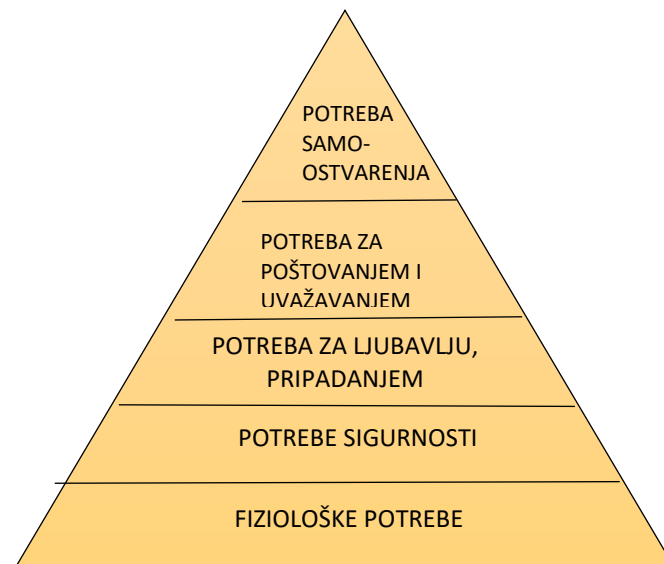 POTREBA
SAMO-
OSTVARENJA
POTREBA ZA
POŠTOVANJEM I
UVAŽAVANJEM
POTREBA ZA LJUBAVLJU,
PRIPADANJEM
POTREBE SIGURNOSTI
FIZIOLOŠKE POTREBE